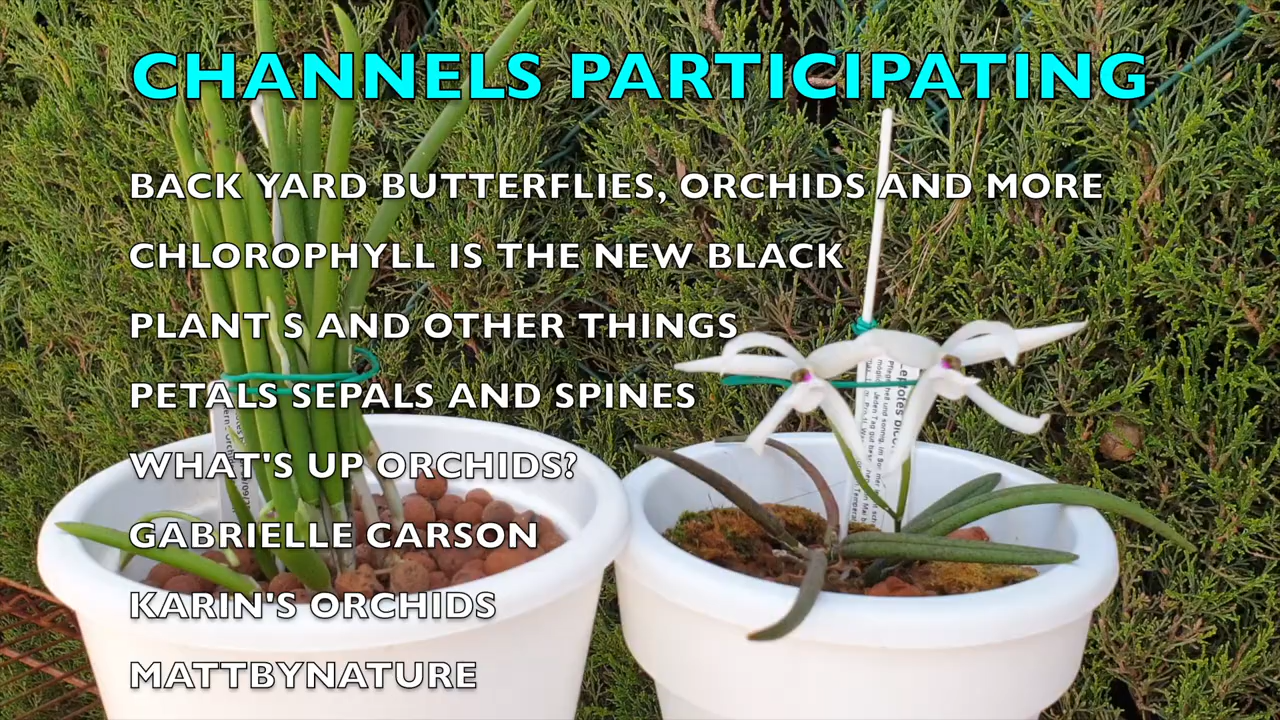 CHANNELS PARTICIPATING
BACK YARD BUTTERFLIES, ORCHIDS AND MORE
CHLOROPHYLL IS THE NEW BLACK
PLANT S AND OTHER THINGS
PETALS SEPALS AND SPINES
WHAT'S UP ORCHIDS?
GABRIELLE CARSON
KARIN'S ORCHIDS
MATTBYNATURE